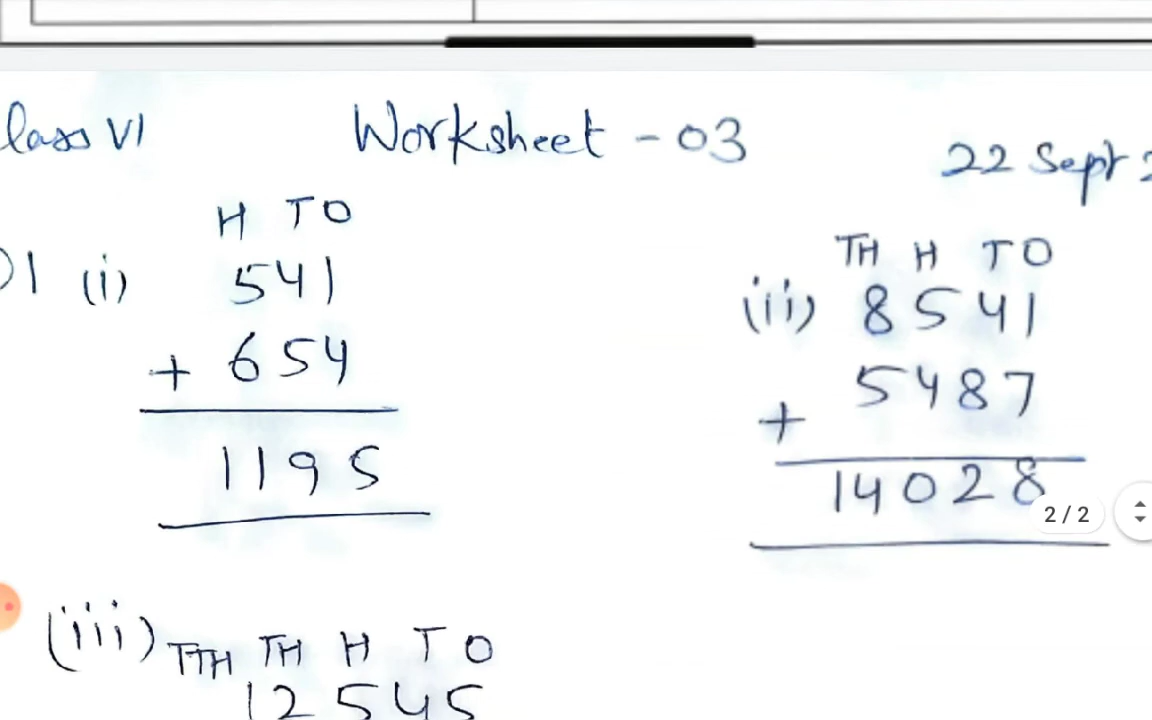 lass VI Worksheet - 03 22 Sept
H T O
1 (i) 541
+ 654
1195
TH H T O
(ii) 8541
5487
+
14028
2/2
(iii) TTH TH H T O
12545